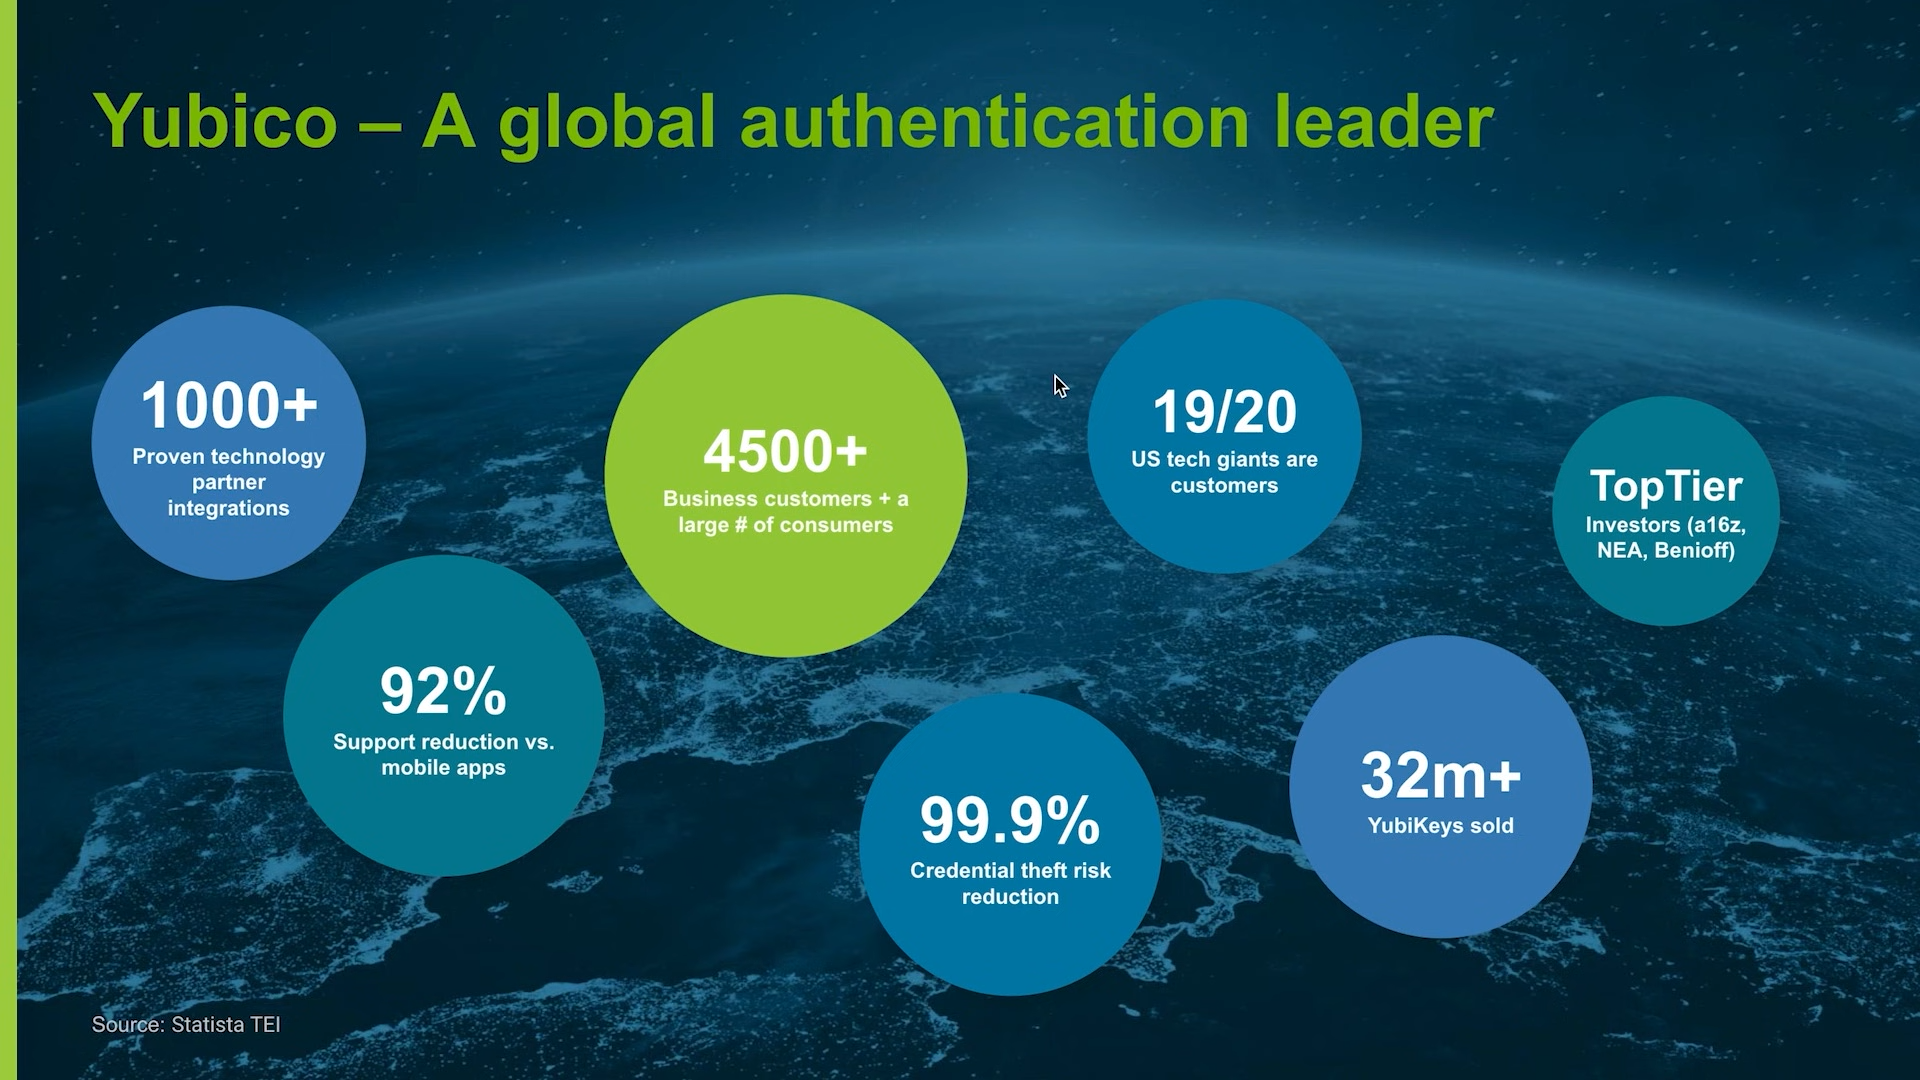 Yubico – A global authentication leader
1000+
Proven technology
partner
integrations
4500+
Business customers + a
large # of consumers
19/20
US tech giants are
customers
TopTier
Investors (a16z,
NEA, Benioff)
92%
Support reduction vs.
mobile apps
99.9%
Credential theft risk
reduction
32m+
YubiKeys sold
Source: Statista TEI